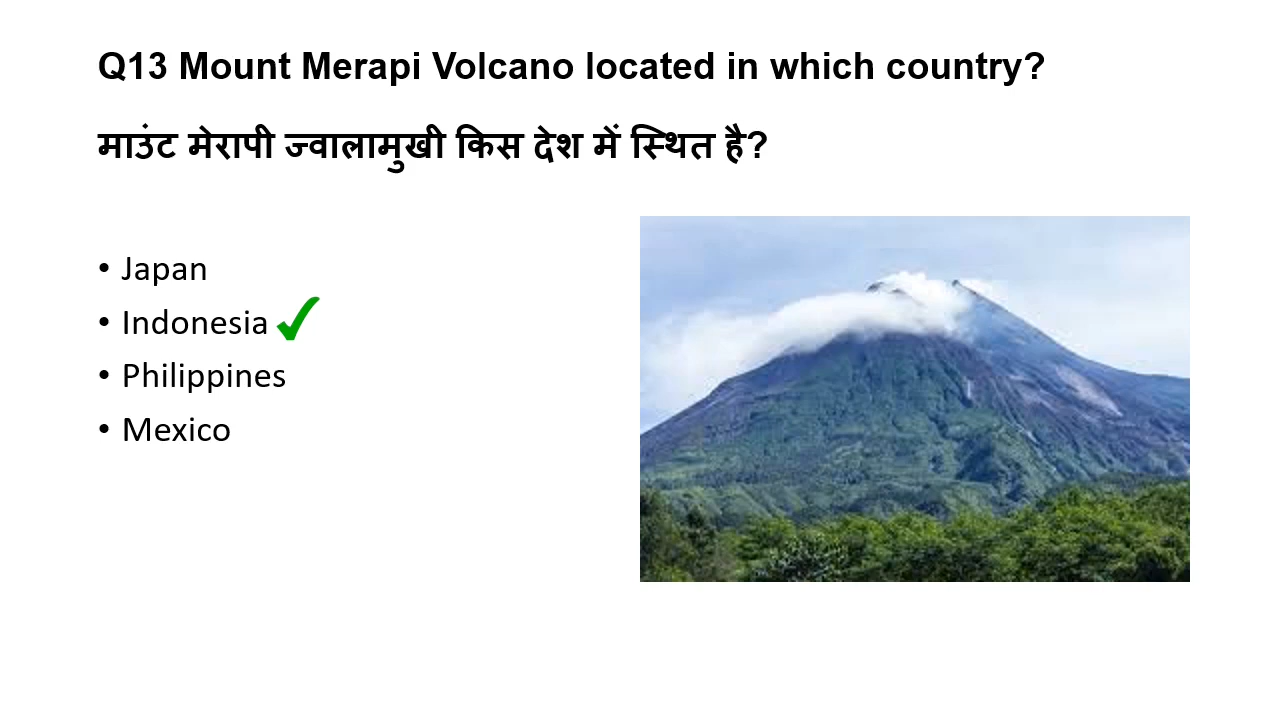 Q13 Mount Merapi Volcano located in which country?
माउंट मेरापी ज्वालामुखी किस देश में स्थित है?
• Japan
• Indonesia
• Philippines
• Mexico